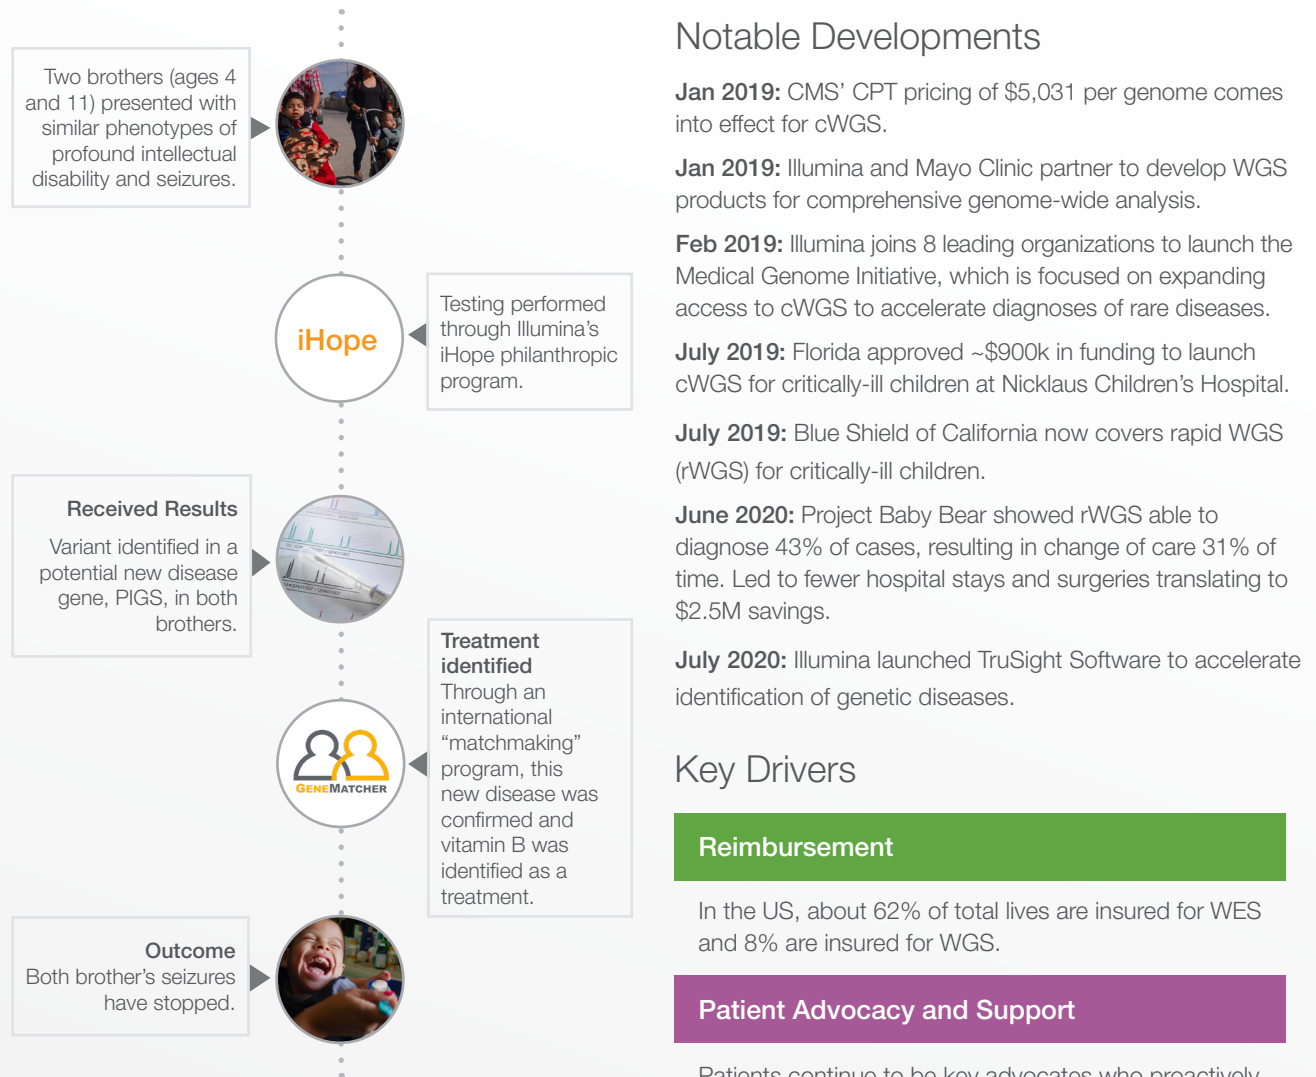 Two brothers (ages 4
and 11) presented with
similar phenotypes of
profound intellectual
disability and seizures.
iHope
Testing performed
through Illumina’s
iHope philanthropic
program.
Received Results
Variant identified in a
potential new disease
gene, PIGS, in both
brothers.
Treatment
identified
Through an
international
“matchmaking”
program, this
new disease was
confirmed and
vitamin B was
identified as a
treatment.
GENEMATCHER
Outcome
Both brother’s seizures
have stopped.
Notable Developments
Jan 2019: CMS’ CPT pricing of $5,031 per genome comes
into effect for cWGS.
Jan 2019: Illumina and Mayo Clinic partner to develop WGS
products for comprehensive genome-wide analysis.
Feb 2019: Illumina joins 8 leading organizations to launch the
Medical Genome Initiative, which is focused on expanding
access to cWGS to accelerate diagnoses of rare diseases.
July 2019: Florida approved ~$900k in funding to launch
cWGS for critically-ill children at Nicklaus Children’s Hospital.
July 2019: Blue Shield of California now covers rapid WGS
(rWGS) for critically-ill children.
June 2020: Project Baby Bear showed rWGS able to
diagnose 43% of cases, resulting in change of care 31% of
time. Led to fewer hospital stays and surgeries translating to
$2.5M savings.
July 2020: Illumina launched TruSight Software to accelerate
identification of genetic diseases.
Key Drivers
Reimbursement
In the US, about 62% of total lives are insured for WES
and 8% are insured for WGS.
Patient Advocacy and Support
Patients continue to be key advocates who proactively